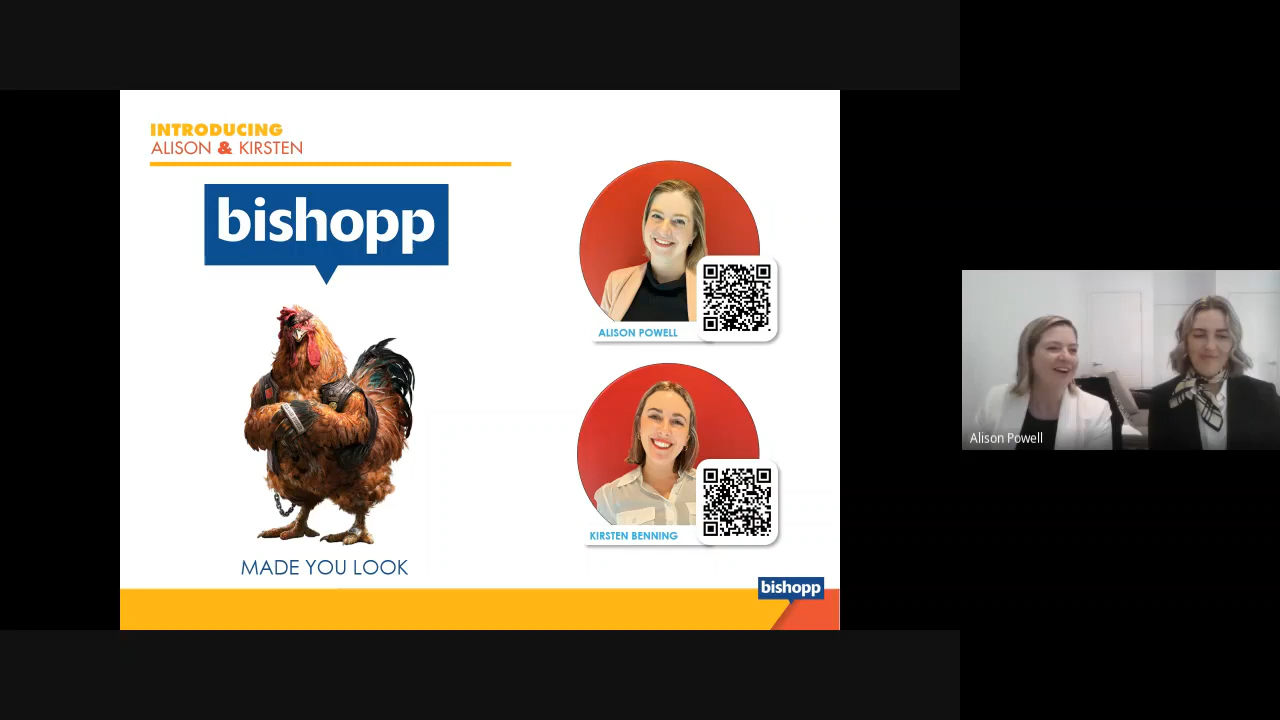 INTRODUCING
ALISON & KIRSTEN
bishopp
MADE YOU LOOK
ALISON POWELL
KIRSTEN BENNING
bishopp
Alison Powell